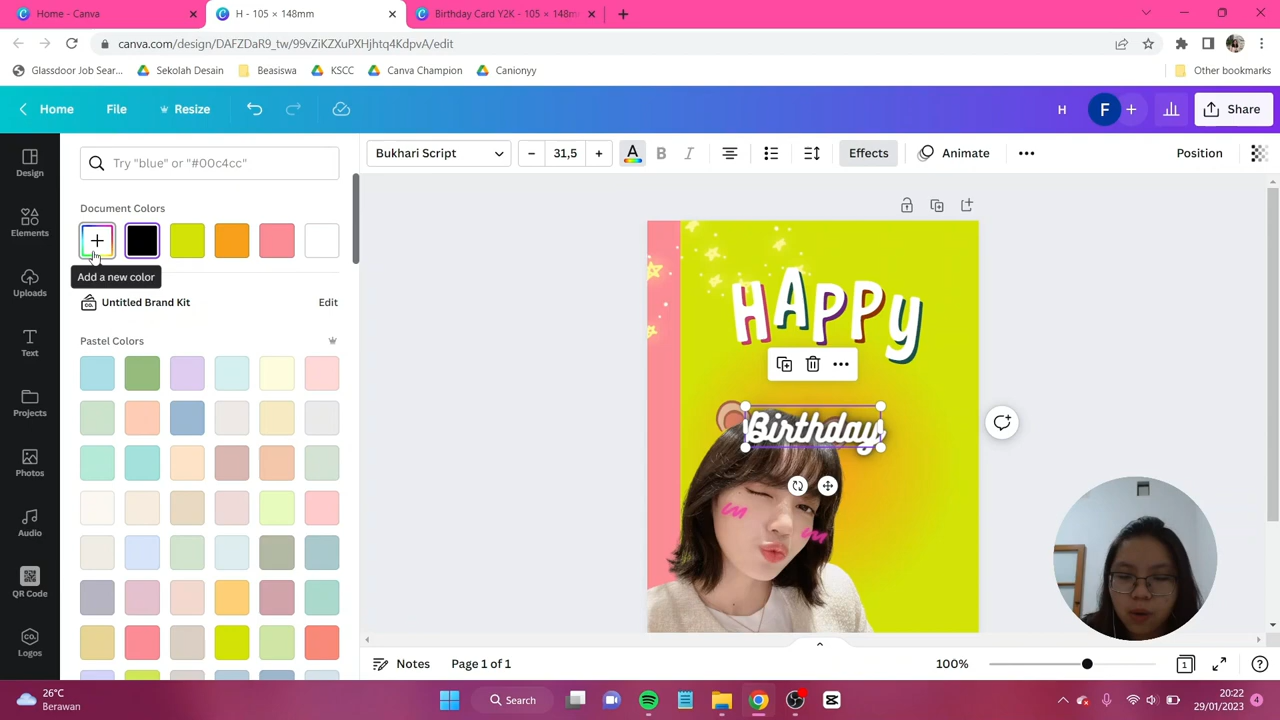 Home - Canva
H - 105 × 148mm
Birthday Card Y2K - 105 × 148m
canva.com/design/DAFZDaR9_tw/99vZiKZXuPXHjhtq4KdpvA/edit
Glassdoor Job Sear...
Sekolah Desain
Beasiswa
KSCC
Canva Champion
Canionyy
Other bookmarks
Home
File
Resize
H
F
Share
Design
Elements
Uploads
Text
Projects
Photos
Audio
QR Code
Logos
Try "blue" or "#00c4cc"
Document Colors
Add a new color
Untitled Brand Kit
Edit
Pastel Colors
Bukhari Script
31,5
A
B
I
Effects
Animate
Position
HAPPy
Birthday
Notes
Page 1 of 1
100%
1
26°C
Berawan
Search
20:22
29/01/2023
4